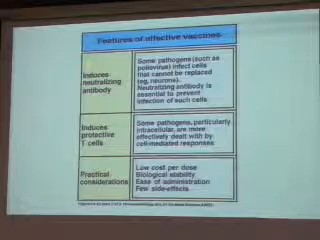 Features of effective vaccines
Induces
neutralizing
antibody
Some pathogens (such as
poliovirus) infect cells
that cannot be replaced
(eg, neurons).
Neutralizing antibody is
essential to prevent
infection of such cells
Induces
protective
T cells
Some pathogens, particularly
intracellular, are more
effectively dealt with by
cell-mediated responses
Practical
considerations
Low cost per dose
Biological stability
Ease of administration
Few side-effects